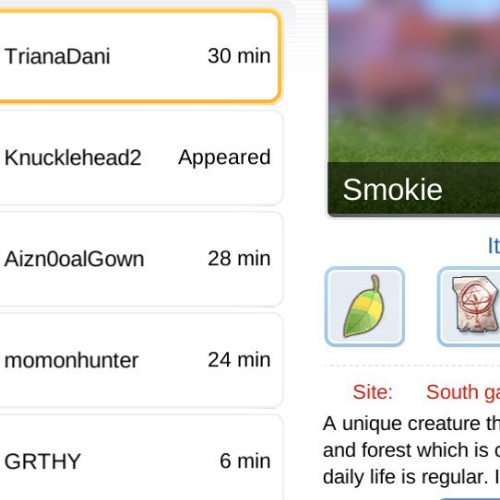 TrianaDani 30 min
Knucklehead2 Appeared
Aizn0oalGown 28 min
momonhunter 24 min
GRTHY 6 min
Smokie
It
Site: South ga
A unique creature th
and forest which is
daily life is regular. I